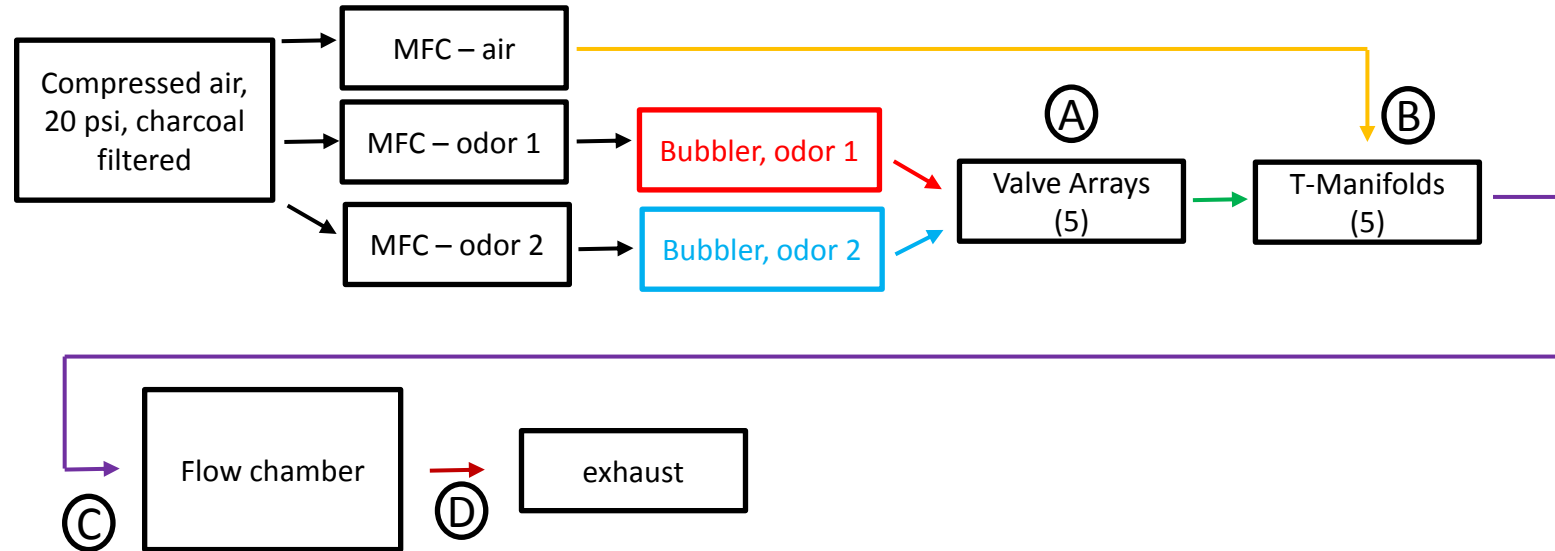 MFC – air
Compressed air,
20 psi, charcoal
filtered
MFC – odor 1
MFC – odor 2
Bubbler, odor 1
Bubbler, odor 2
A
Valve Arrays
(5)
B
T-Manifolds
(5)
C
Flow chamber
D
exhaust